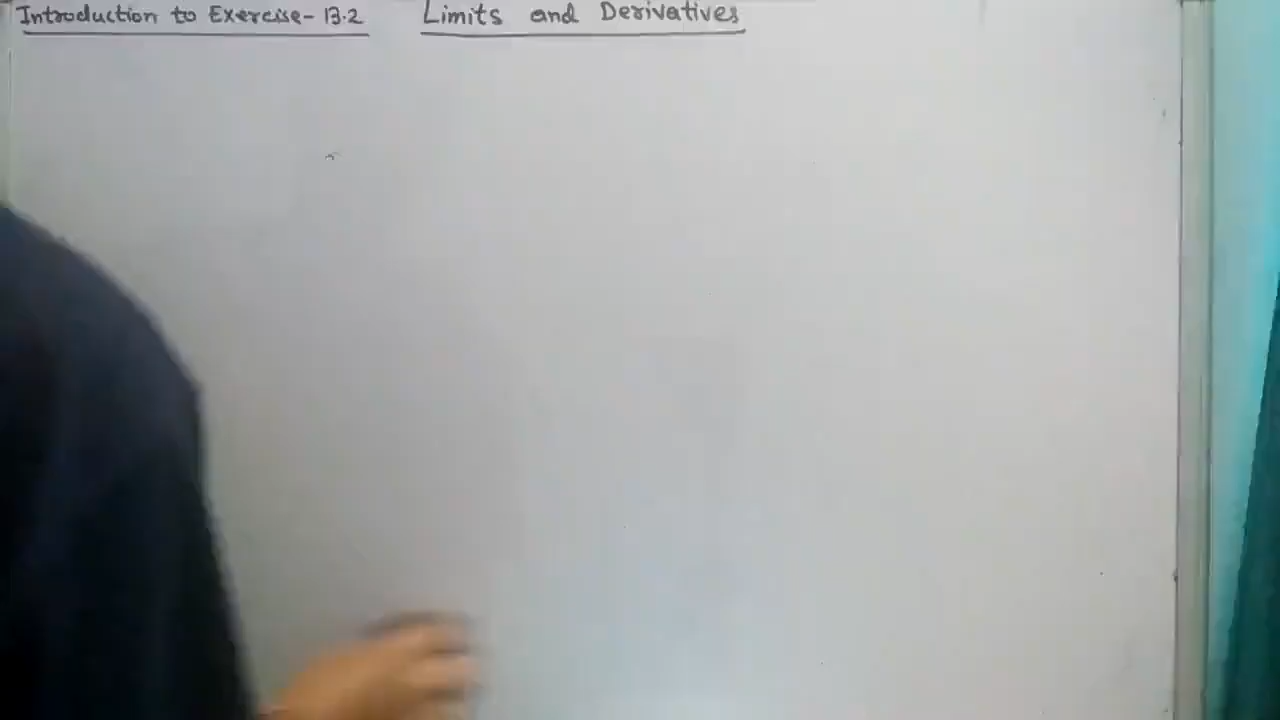 Introduction to Exercise- 13.2 Limits and Derivatives